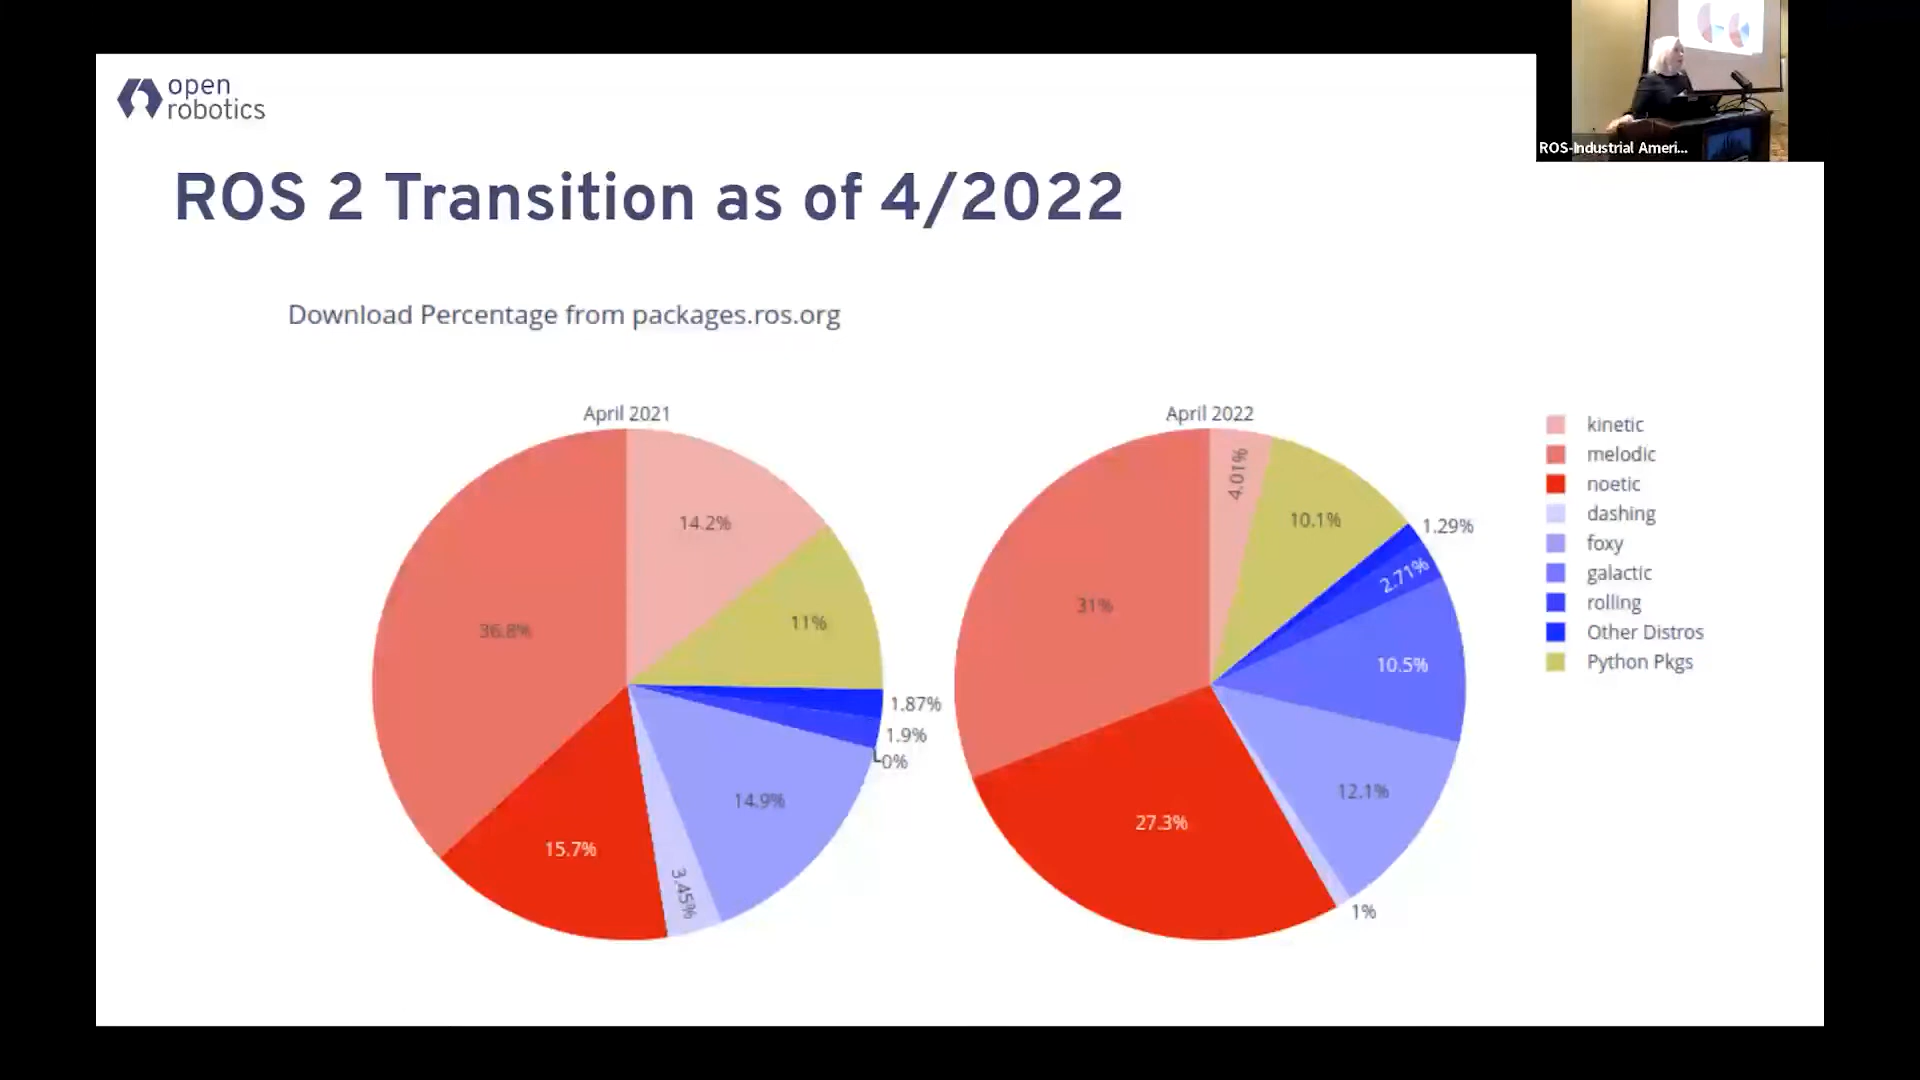 open
robotics
ROS-Industrial Ameri...
ROS 2 Transition as of 4/2022
Download Percentage from packages.ros.org
April 2021
14.2%
11%
1.87%
1.9%
0%
14.9%
3.45%
15.7%
36.8%
April 2022
4.01%
10.1%
1.29%
2.71%
10.5%
12.1%
1%
27.3%
31%
kinetic
melodic
noetic
dashing
foxy
galactic
rolling
Other Distros
Python Pkgs